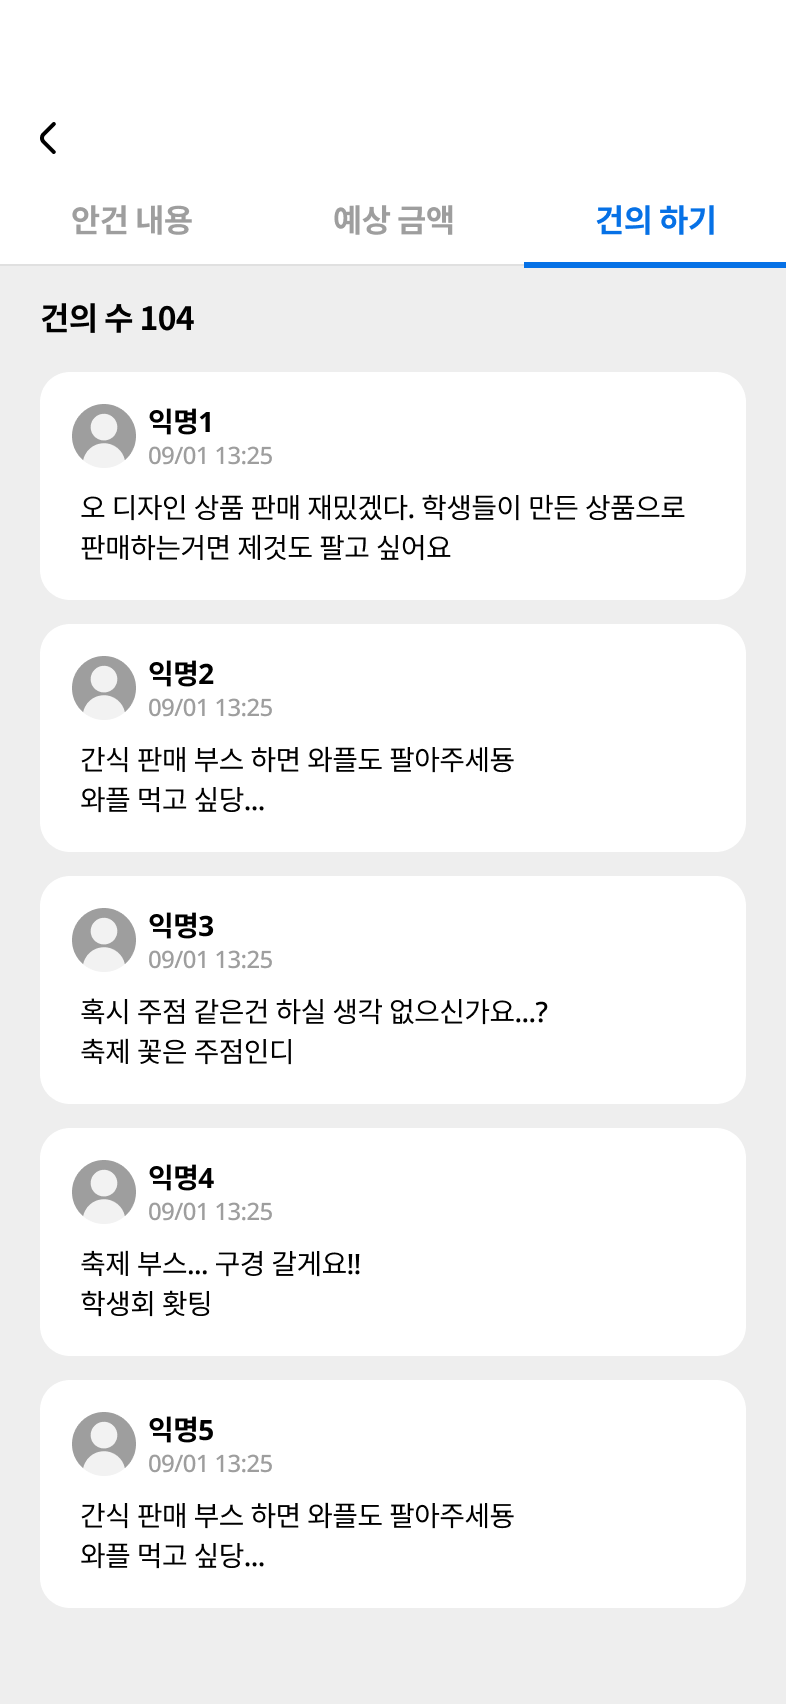 안건 내용
예상 금액
건의 하기
건의 수 104
익명1
09/01 13:25
오 디자인 상품 판매 재밌겠다. 학생들이 만든 상품으로
판매하는거면 제것도 팔고 싶어요
익명2
09/01 13:25
간식 판매 부스 하면 와플도 팔아주세둉
와플 먹고 싶당...
익명3
09/01 13:25
혹시 주점 같은건 하실 생각 없으신가요...?
축제 꽃은 주점인디
익명4
09/01 13:25
축제 부스... 구경 갈게요!!
학생회 홧팅
익명5
09/01 13:25
간식 판매 부스 하면 와플도 팔아주세둉
와플 먹고 싶당...